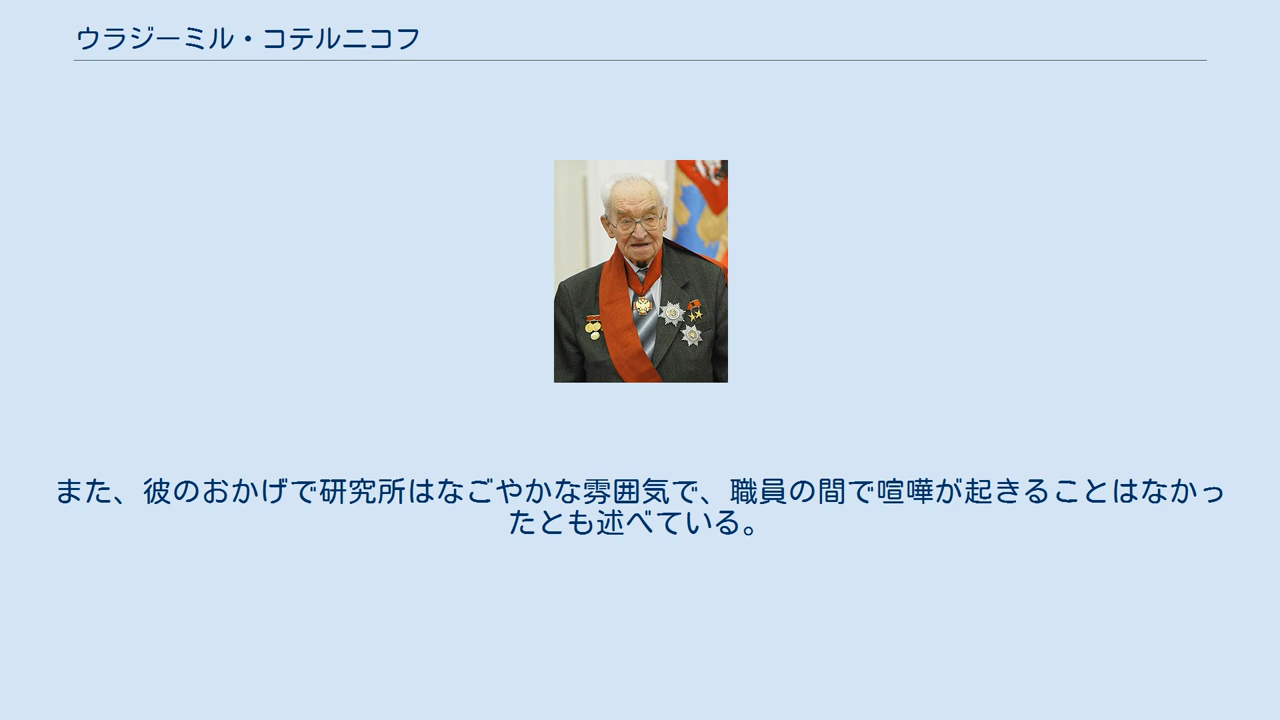 ウラジーミル・コテルニコフ
また、彼のおかげで研究所はなごやかな雰囲気で、職員の間で喧嘩が起きることはなかっ
たとも述べている。